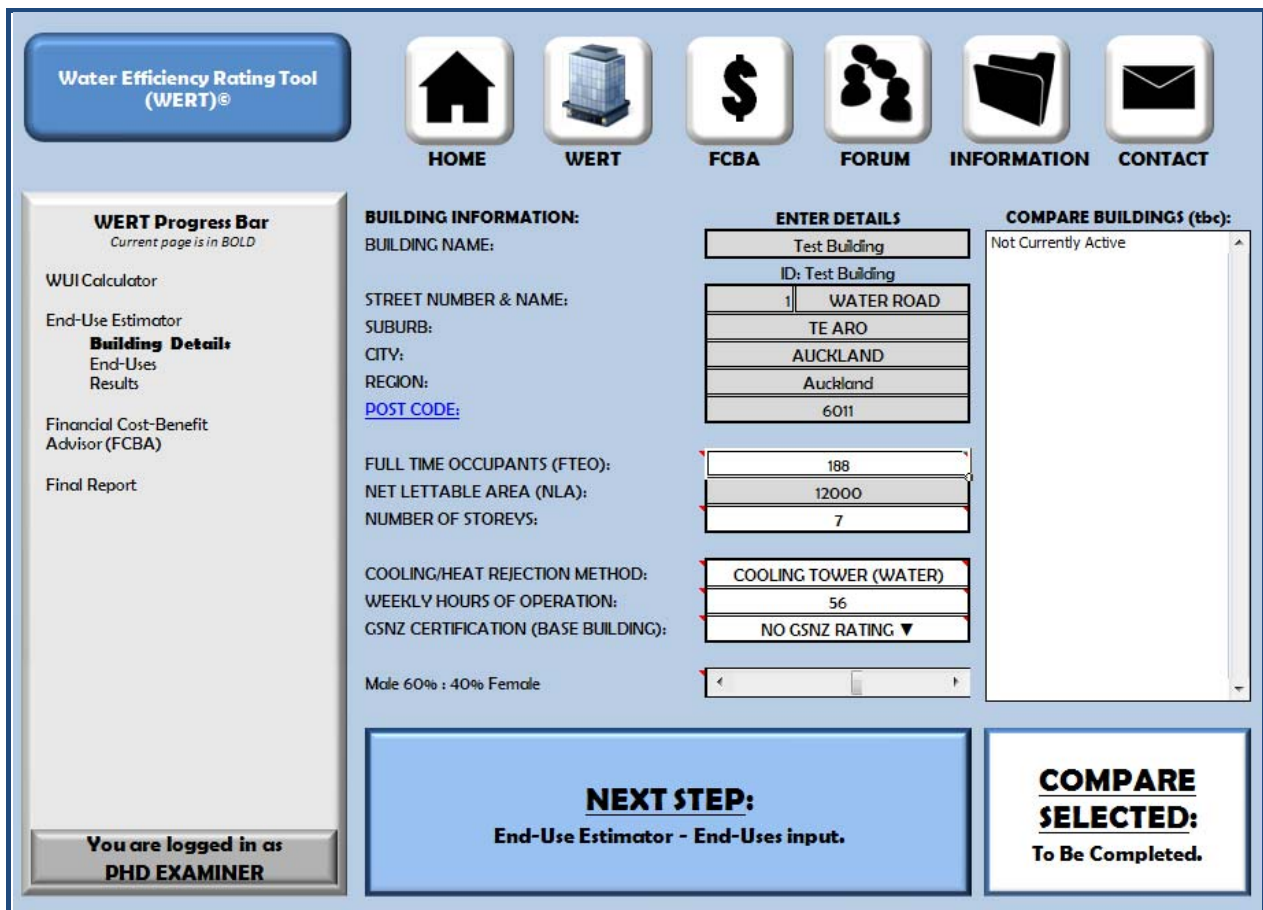 Water Efficiency Rating Tool
(WERT)©
HOME
WERT
$
FCBA
FORUM
INFORMATION
CONTACT
WERT Progress Bar
Current page is in BOLD
WUI Calculator
End-Use Estimator
Building Details
End-Uses
Results
Financial Cost-Benefit
Advisor (FCBA)
Final Report
You are logged in as
PHD EXAMINER
BUILDING INFORMATION: ENTER DETAILS
BUILDING NAME: Test Building
ID: Test Building
STREET NUMBER & NAME: 1 WATER ROAD
SUBURB: TE ARO
CITY: AUCKLAND
REGION: Auckland
POST CODE: 6011
FULL TIME OCCUPANTS (FTEO): 188
NET LETTABLE AREA (NLA): 12000
NUMBER OF STOREYS: 7
COOLING/HEAT REJECTION METHOD: COOLING TOWER (WATER)
WEEKLY HOURS OF OPERATION: 56
GSNZ CERTIFICATION (BASE BUILDING): NO GSNZ RATING ▼
Male 60% : 40% Female
COMPARE BUILDINGS (tbc):
Not Currently Active
NEXT STEP:
End-Use Estimator - End-Uses input.
COMPARE
SELECTED:
To Be Completed.